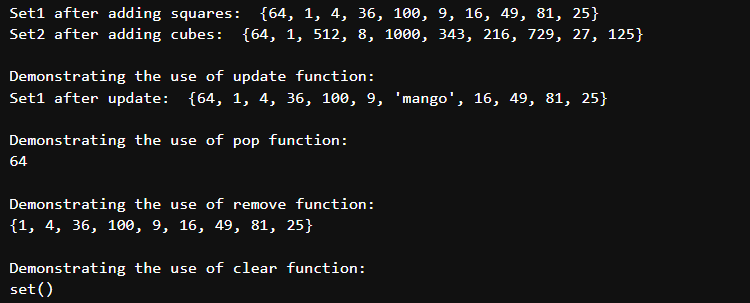 Set1 after adding squares:  {64, 1, 4, 36, 100, 9, 16, 49, 81, 25}
Set2 after adding cubes:  {64, 1, 512, 8, 1000, 343, 216, 729, 27, 125}
Demonstrating the use of update function:
Set1 after update:  {64, 1, 4, 36, 100, 9, 'mango', 16, 49, 81, 25}
Demonstrating the use of pop function:
64
Demonstrating the use of remove function:
{1, 4, 36, 100, 9, 16, 49, 81, 25}
Demonstrating the use of clear function:
set()